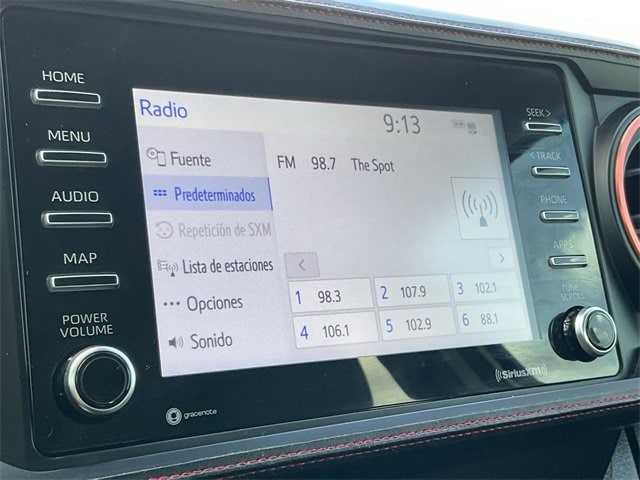 HOME
MENU
AUDIO
MAP
POWER
VOLUME
Radio
9:13
Fuente
Predeterminados
Repetición de SXM
Lista de estaciones
Opciones
Sonido
FM 98.7 The Spot
<
>
1 98.3
2 107.9
3 102.1
4 106.1
5 102.9
6 88.1
SEEK >
< TRACK
PHONE
APPS
TUNE
SCROLL
gracenote
((SiriusXM))